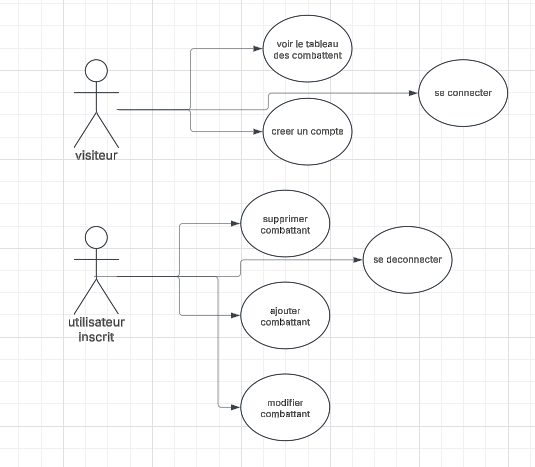 voir le tableau
des combattent
se connecter
creer un compte
visiteur
supprimer
combattant
se deconnecter
ajouter
combattant
utilisateur
inscrit
modifier
combattant